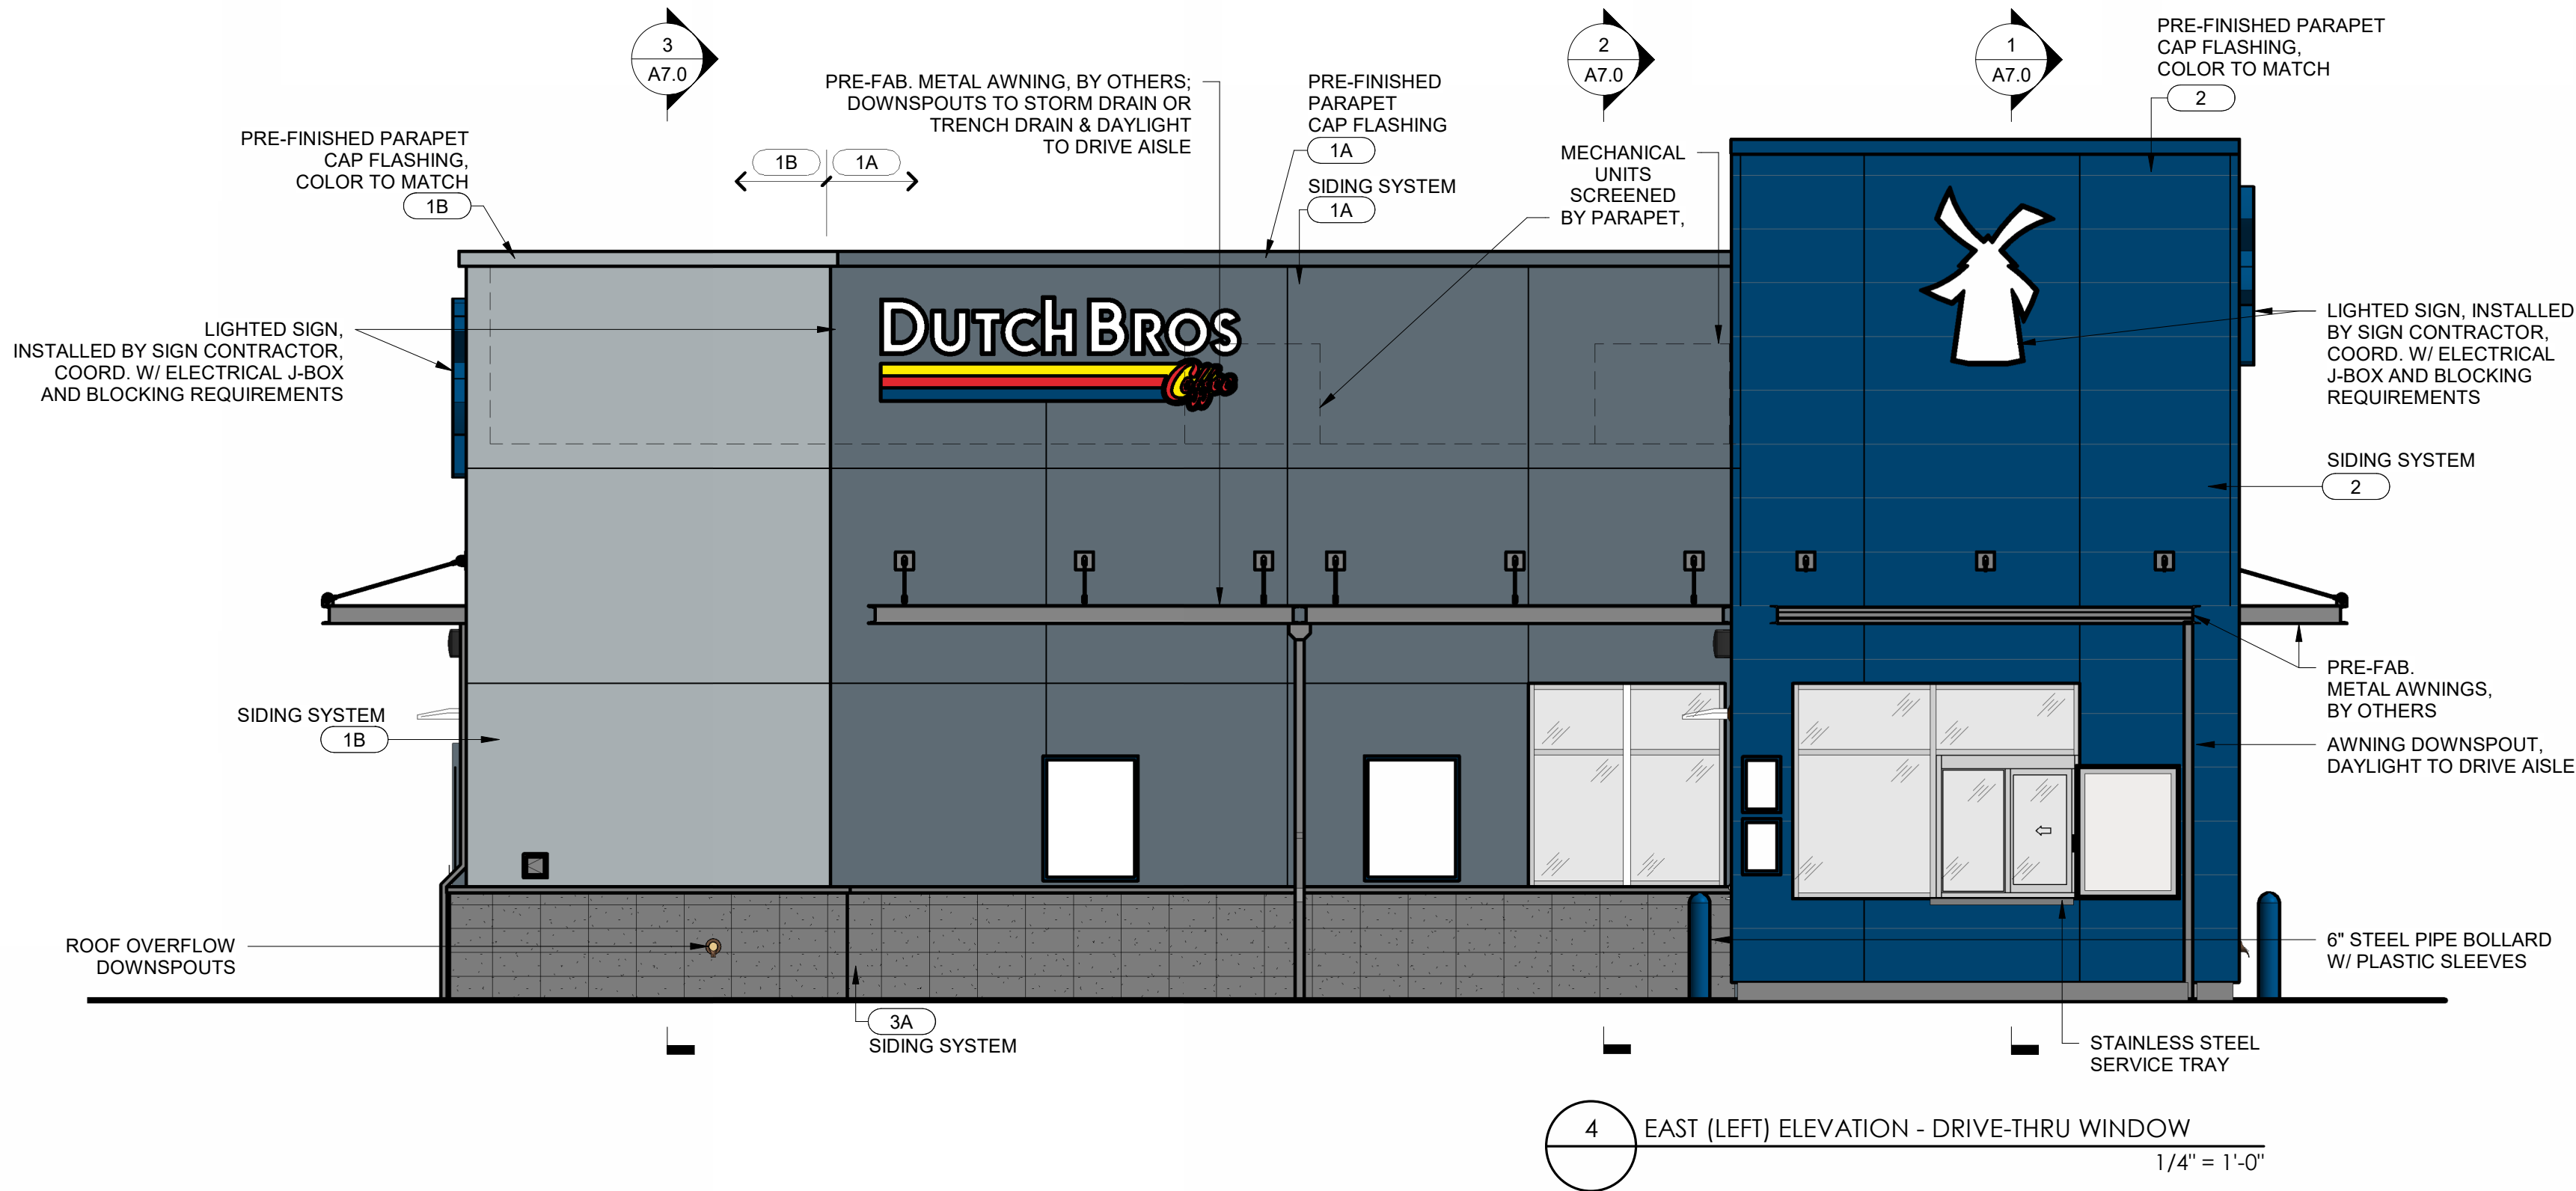 3
A7.0
2
A7.0
1
A7.0
PRE-FINISHED PARAPET
CAP FLASHING,
COLOR TO MATCH
2
PRE-FAB. METAL AWNING, BY OTHERS;
DOWNSPOUTS TO STORM DRAIN OR
TRENCH DRAIN & DAYLIGHT
TO DRIVE AISLE
PRE-FINISHED
PARAPET
CAP FLASHING
1A
SIDING SYSTEM
1A
MECHANICAL
UNITS
SCREENED
BY PARAPET,
PRE-FINISHED PARAPET
CAP FLASHING,
COLOR TO MATCH
1B
1B
1A
DUTCH BROS
LIGHTED SIGN,
INSTALLED BY SIGN CONTRACTOR,
COORD. W/ ELECTRICAL J-BOX
AND BLOCKING REQUIREMENTS
LIGHTED SIGN, INSTALLED
BY SIGN CONTRACTOR,
COORD. W/ ELECTRICAL
J-BOX AND BLOCKING
REQUIREMENTS
SIDING SYSTEM
2
PRE-FAB.
METAL AWNINGS,
BY OTHERS
SIDING SYSTEM
1B
AWNING DOWNSPOUT,
DAYLIGHT TO DRIVE AISLE
ROOF OVERFLOW
DOWNSPOUTS
6" STEEL PIPE BOLLARD
W/ PLASTIC SLEEVES
3A
SIDING SYSTEM
STAINLESS STEEL
SERVICE TRAY
4
EAST (LEFT) ELEVATION - DRIVE-THRU WINDOW
1/4" = 1'-0"